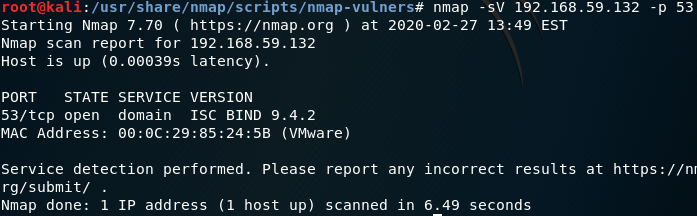 root@kali:/usr/share/nmap/scripts/nmap-vulners# nmap -sV 192.168.59.132 -p 53
Starting Nmap 7.70 ( https://nmap.org ) at 2020-02-27 13:49 EST
Nmap scan report for 192.168.59.132
Host is up (0.00039s latency).
PORT   STATE SERVICE VERSION
53/tcp open  domain  ISC BIND 9.4.2
MAC Address: 00:0C:29:85:24:5B (VMware)
Service detection performed. Please report any incorrect results at https://nm
rg/submit/ .
Nmap done: 1 IP address (1 host up) scanned in 6.49 seconds